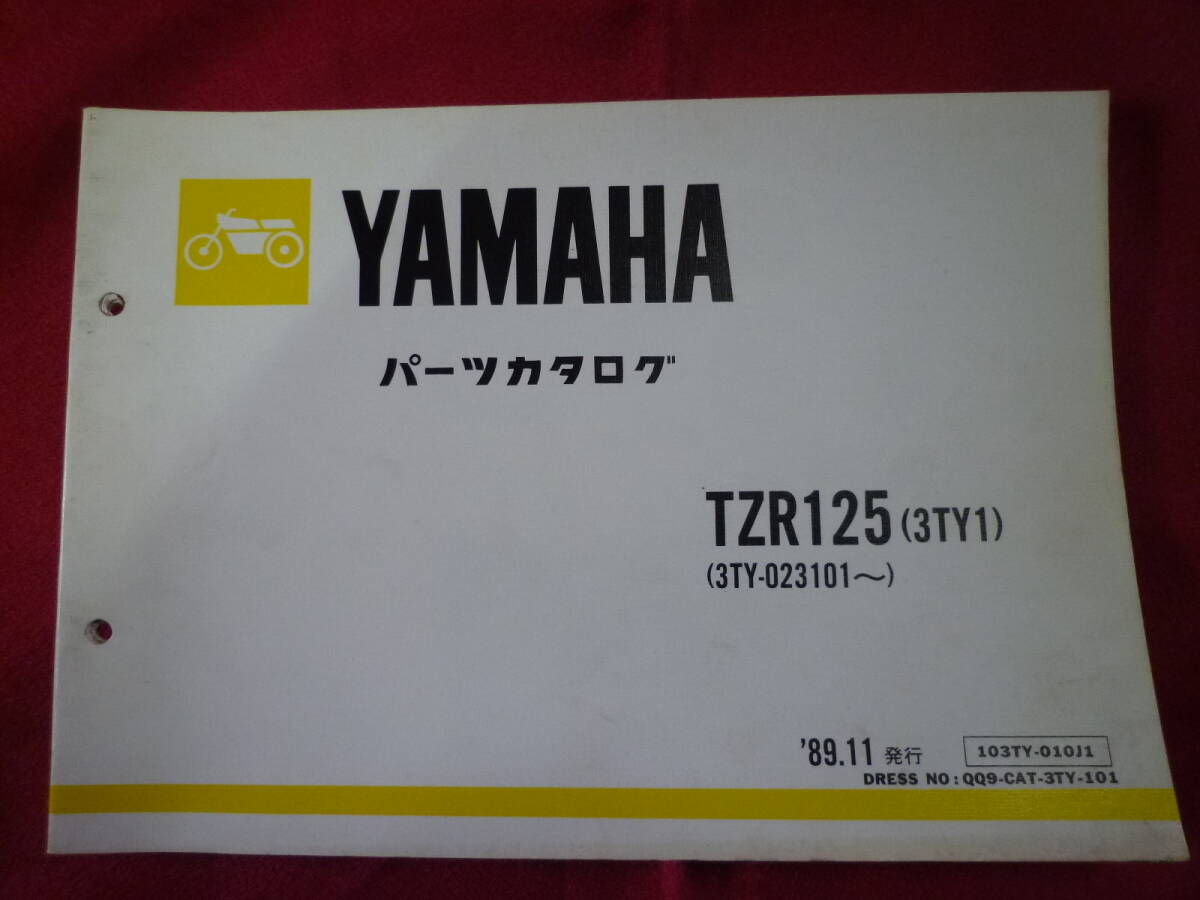 YAMAHA
パーツカタログ
TZR125 (3TY1)
(3TY-023101〜)
'89.11 発行 103TY-010J1
DRESS NO : QQ9-CAT-3TY-101